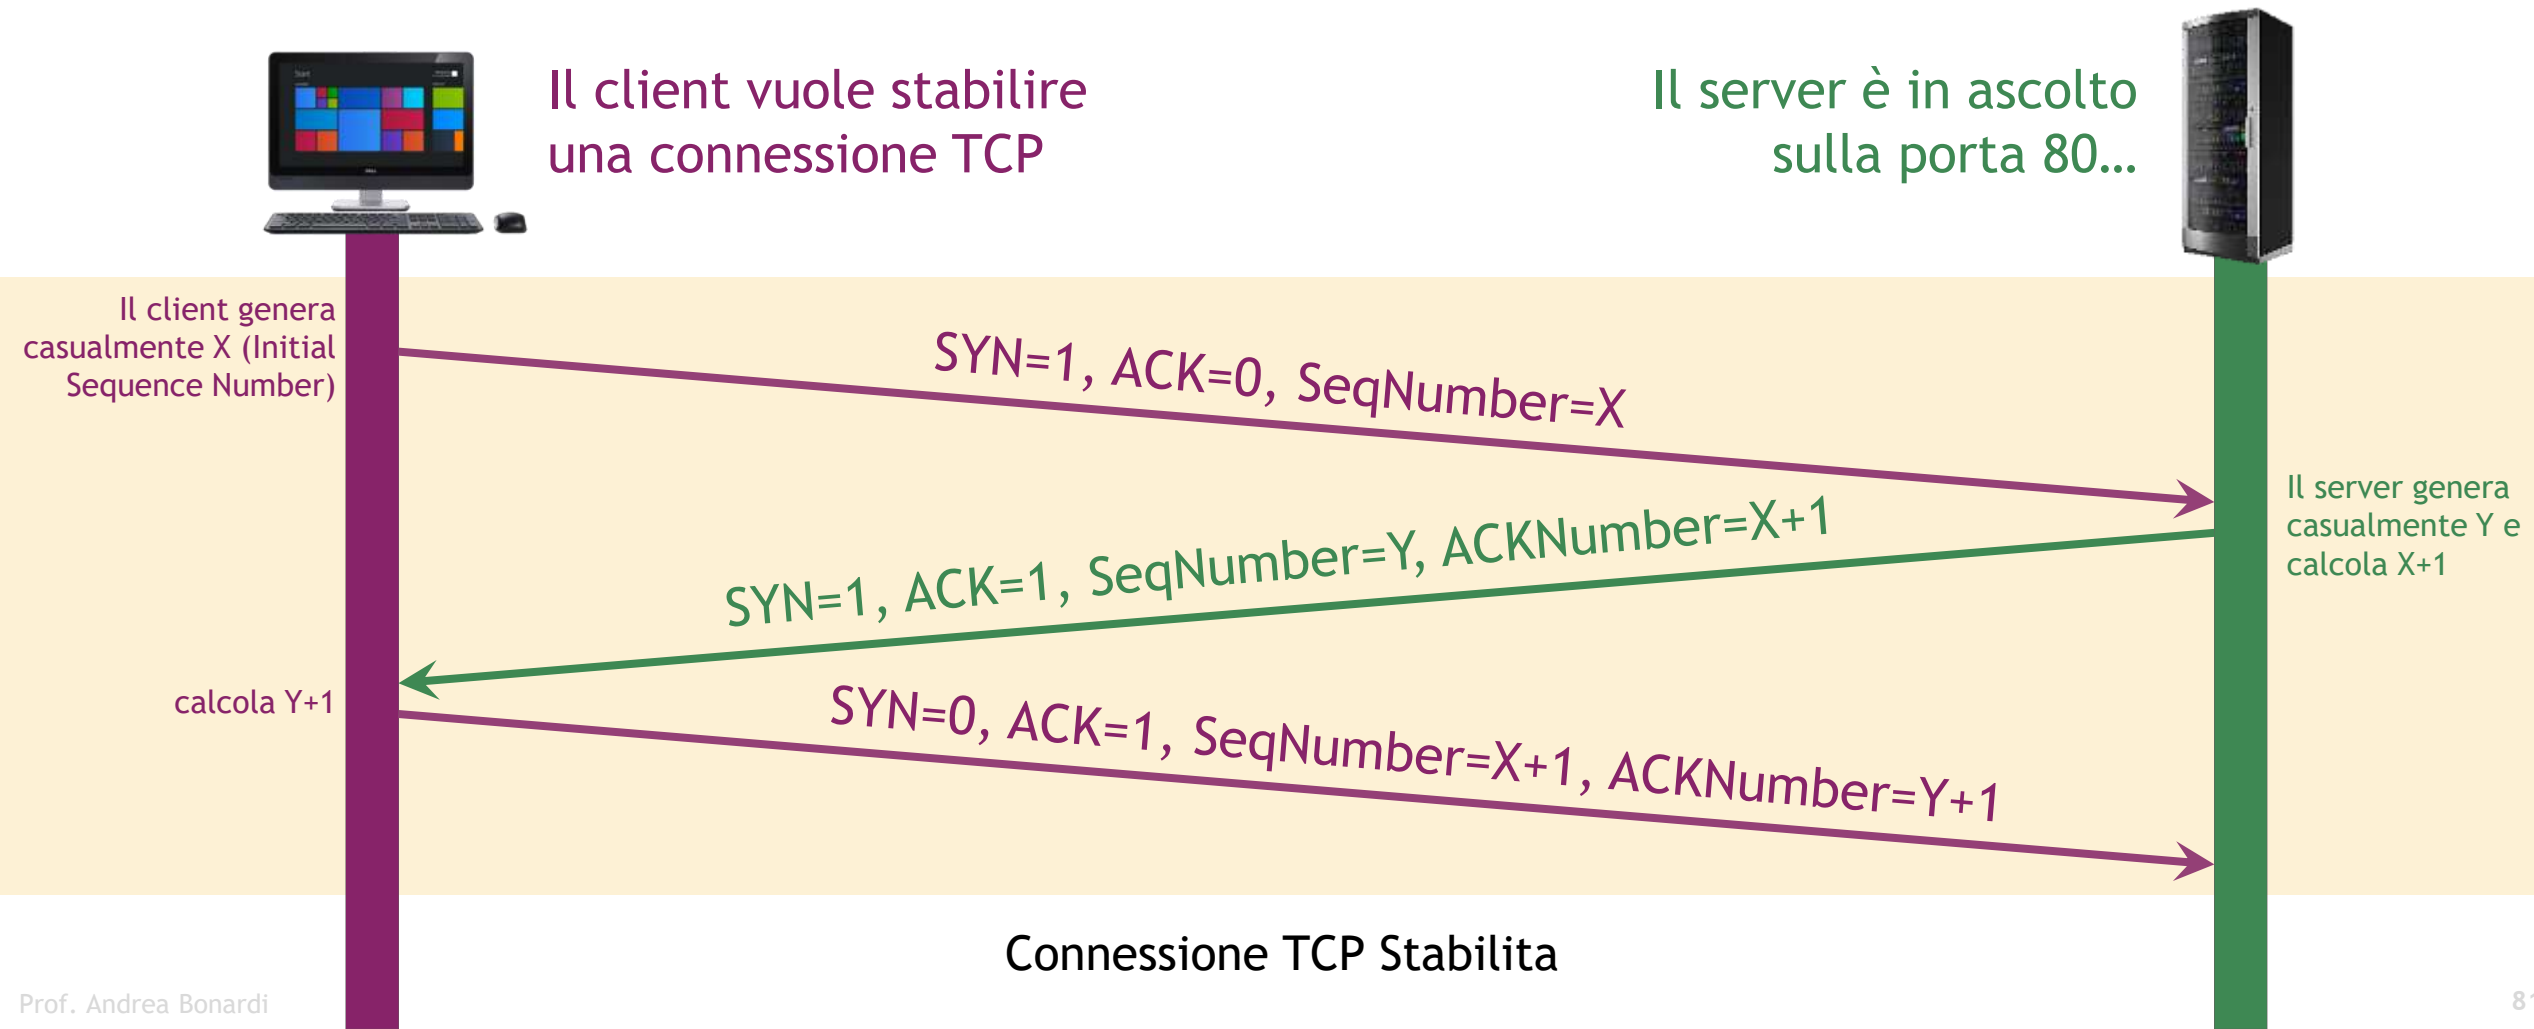 Il client vuole stabilire
una connessione TCP
Il server è in ascolto
sulla porta 80…
Il client genera
casualmente X (Initial
Sequence Number)
SYN=1, ACK=0, SeqNumber=X
Il server genera
casualmente Y e
calcola X+1
SYN=1, ACK=1, SeqNumber=Y, ACKNumber=X+1
calcola Y+1
SYN=0, ACK=1, SeqNumber=X+1, ACKNumber=Y+1
Connessione TCP Stabilita
Prof. Andrea Bonardi
81